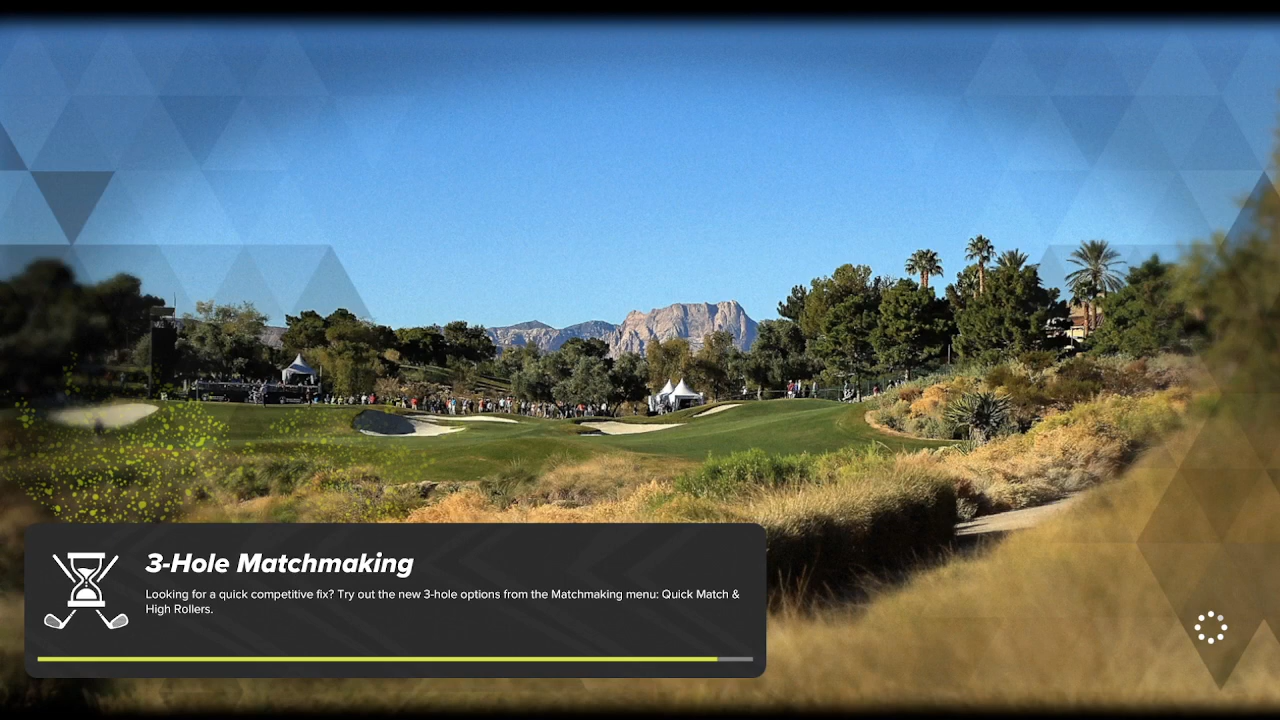 3-Hole Matchmaking
Looking for a quick competitive fix? Try out the new 3-hole options from the Matchmaking menu: Quick Match &
High Rollers.